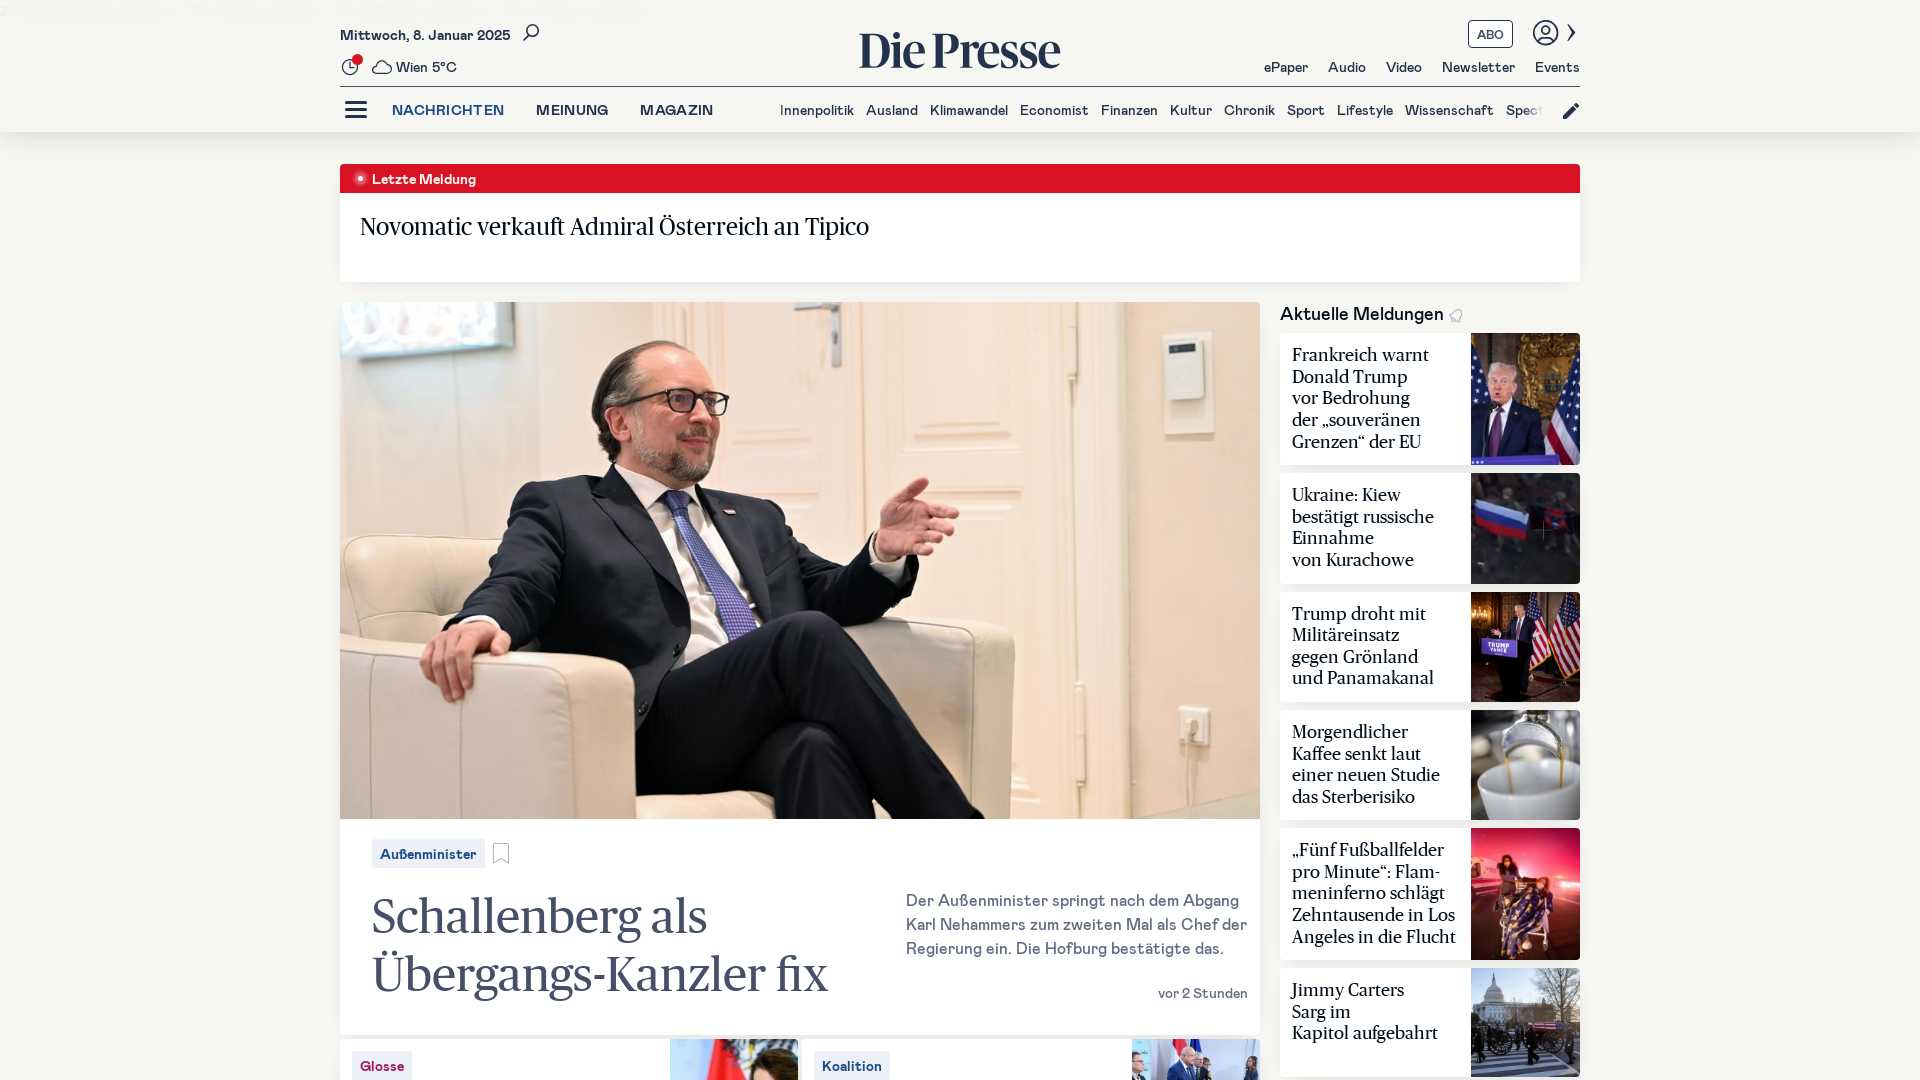 Mittwoch, 8. Januar 2025
Wien 5°C
Die Presse
ABO
ePaper Audio Video Newsletter Events
NACHRICHTEN MEINUNG MAGAZIN
Innenpolitik Ausland Klimawandel Economist Finanzen Kultur Chronik Sport Lifestyle Wissenschaft Spect
Letzte Meldung
Novomatic verkauft Admiral Österreich an Tipico
Außenminister
Schallenberg als
Übergangs-Kanzler fix
Der Außenminister springt nach dem Abgang
Karl Nehammers zum zweiten Mal als Chef der
Regierung ein. Die Hofburg bestätigte das.
vor 2 Stunden
Glosse
Koalition
Aktuelle Meldungen
Frankreich warnt
Donald Trump
vor Bedrohung
der „souveränen
Grenzen“ der EU
Ukraine: Kiew
bestätigt russische
Einnahme
von Kurachowe
Trump droht mit
Militäreinsatz
gegen Grönland
und Panamakanal
TRUMP
VANCE
Morgendlicher
Kaffee senkt laut
einer neuen Studie
das Sterberisiko
„Fünf Fußballfelder
pro Minute“: Flam-
meninferno schlägt
Zehntausende in Los
Angeles in die Flucht
Jimmy Carters
Sarg im
Kapitol aufgebahrt